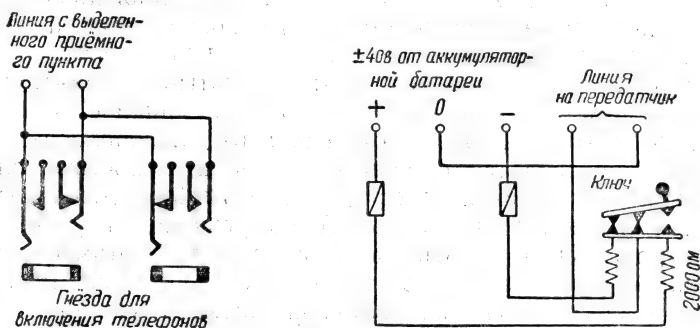 Линия с выделен-
ного приёмно-
го пункта
Гнёзда для
включения телефонов
±40в от аккумулятор-
ной батареи
+ 0 -
Линия
на передатчик
Ключ
2000 ом